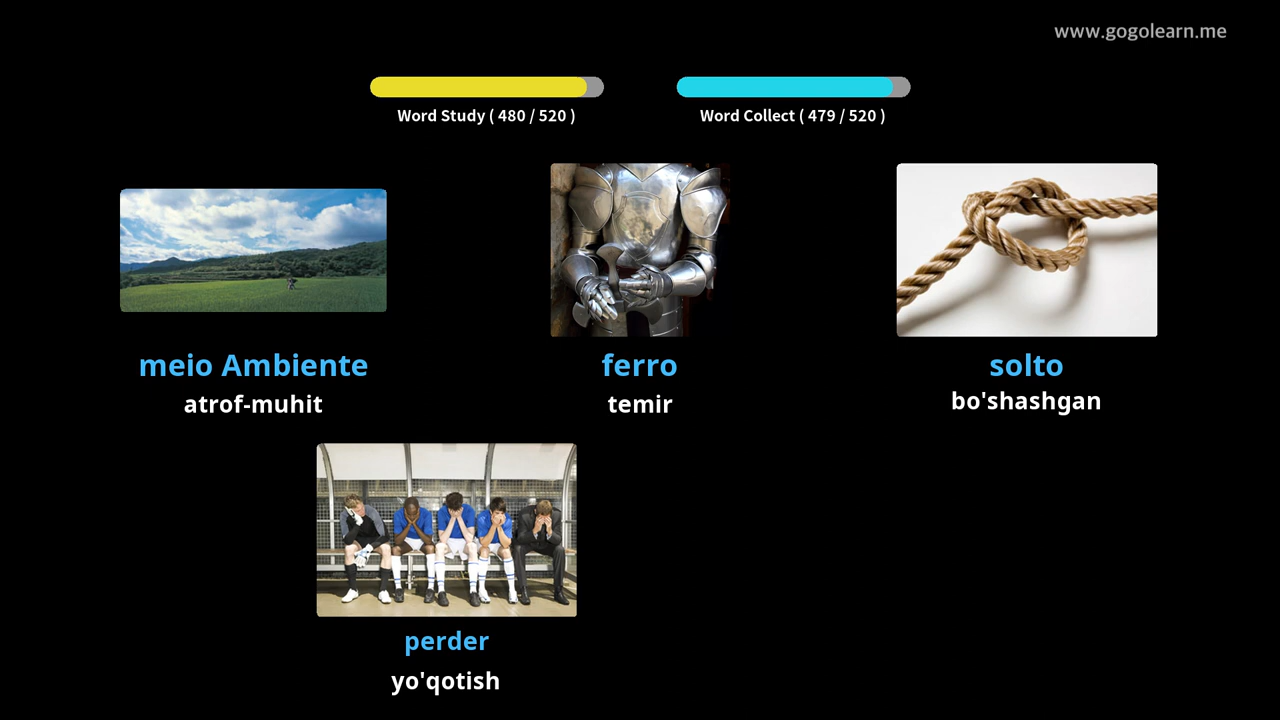 www.gogolearn.me
Word Study ( 480 / 520 )
Word Collect ( 479 / 520 )
meio Ambiente
atrof-muhit
ferro
temir
solto
bo'shashgan
perder
yo'qotish